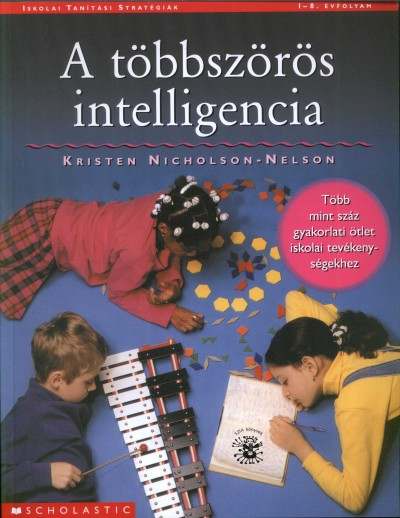 Iskolai Tanítási Stratégiák
1–8. évfolyam
A többszörös
intelligencia
Kristen Nicholson-Nelson
Több
mint száz
gyakorlati ötlet
iskolai tevékeny-
ségekhez
SCHOLASTIC